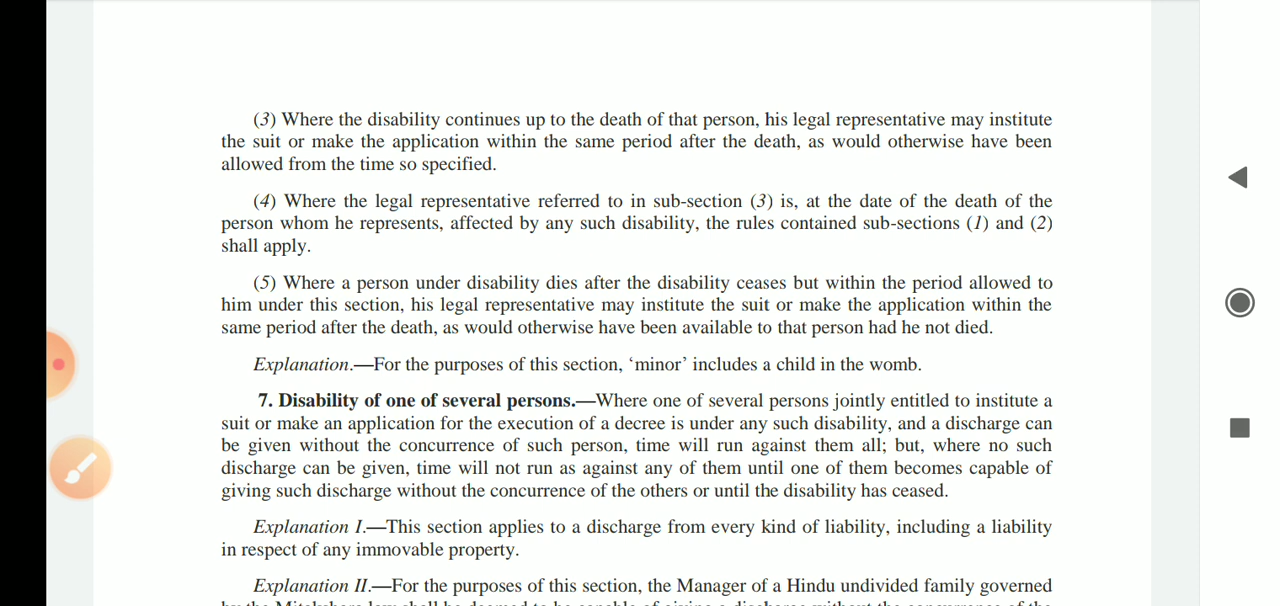 (3) Where the disability continues up to the death of that person, his legal representative may institute
the suit or make the application within the same period after the death, as would otherwise have been
allowed from the time so specified.
(4) Where the legal representative referred to in sub-section (3) is, at the date of the death of the
person whom he represents, affected by any such disability, the rules contained sub-sections (1) and (2)
shall apply.
(5) Where a person under disability dies after the disability ceases but within the period allowed to
him under this section, his legal representative may institute the suit or make the application within the
same period after the death, as would otherwise have been available to that person had he not died.
Explanation.—For the purposes of this section, ‘minor’ includes a child in the womb.
7. Disability of one of several persons.—Where one of several persons jointly entitled to institute a
suit or make an application for the execution of a decree is under any such disability, and a discharge can
be given without the concurrence of such person, time will run against them all; but, where no such
discharge can be given, time will not run as against any of them until one of them becomes capable of
giving such discharge without the concurrence of the others or until the disability has ceased.
Explanation I.—This section applies to a discharge from every kind of liability, including a liability
in respect of any immovable property.
Explanation II.—For the purposes of this section, the Manager of a Hindu undivided family governed